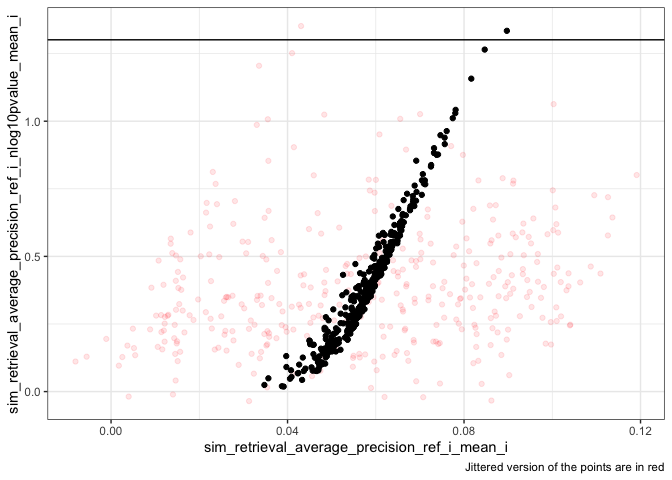 sim_retrieval_average_precision_ref_i_nlog10pvalue_mean_i
1.0
0.5
0.0
0.00
0.04
0.08
0.12
sim_retrieval_average_precision_ref_i_mean_i
Jittered version of the points are in red